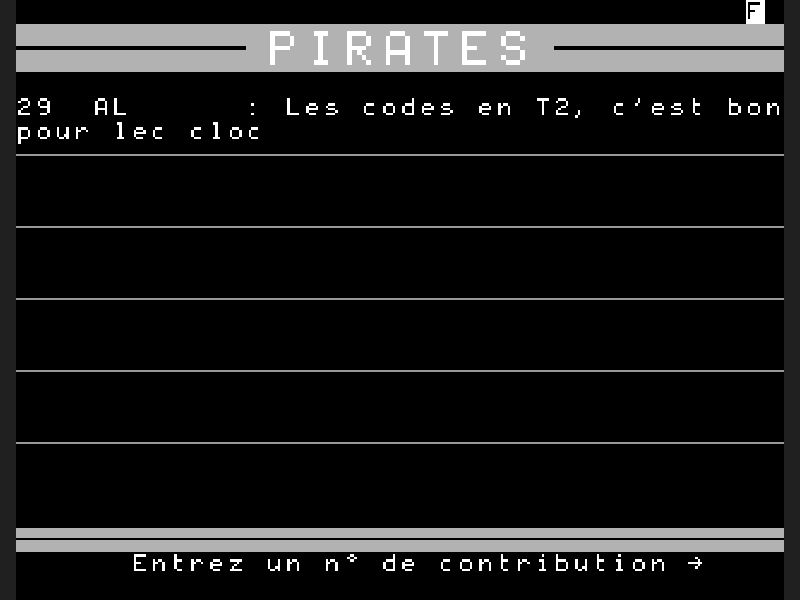 F
PIRATES
29 AL : Les codes en T2, c'est bon
pour lec cloc
Entrez un n° de contribution →